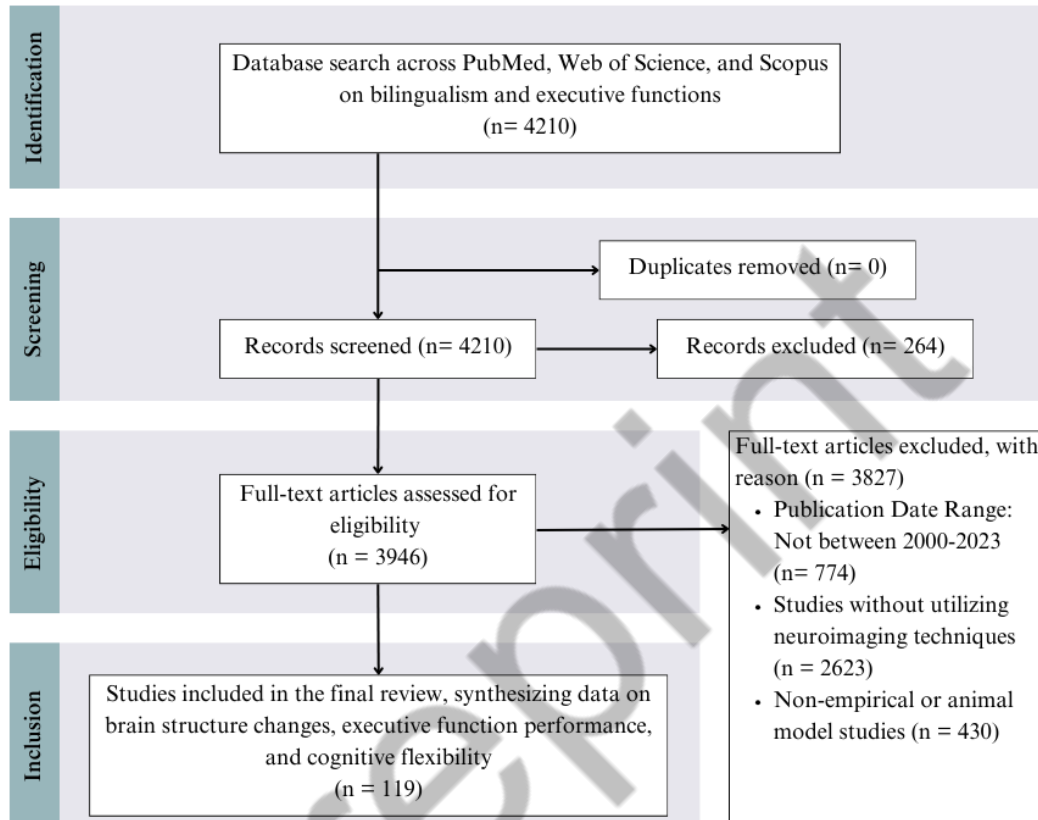 Identification
Database search across PubMed, Web of Science, and Scopus
on bilingualism and executive functions
(n= 4210)
Screening
Duplicates removed (n= 0)
Records screened (n= 4210)
Records excluded (n= 264)
Eligibility
Full-text articles assessed for
eligibility
(n = 3946)
Full-text articles excluded, with
reason (n = 3827)
• Publication Date Range:
Not between 2000-2023
(n= 774)
• Studies without utilizing
neuroimaging techniques
(n = 2623)
• Non-empirical or animal
model studies (n = 430)
Inclusion
Studies included in the final review, synthesizing data on
brain structure changes, executive function performance,
and cognitive flexibility
(n = 119)
eprint